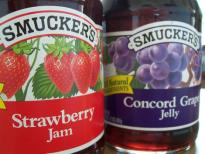 SMUCKER'S
Strawberry
Jam
SMUCKER'S
Natural
Concord Grape
Jelly